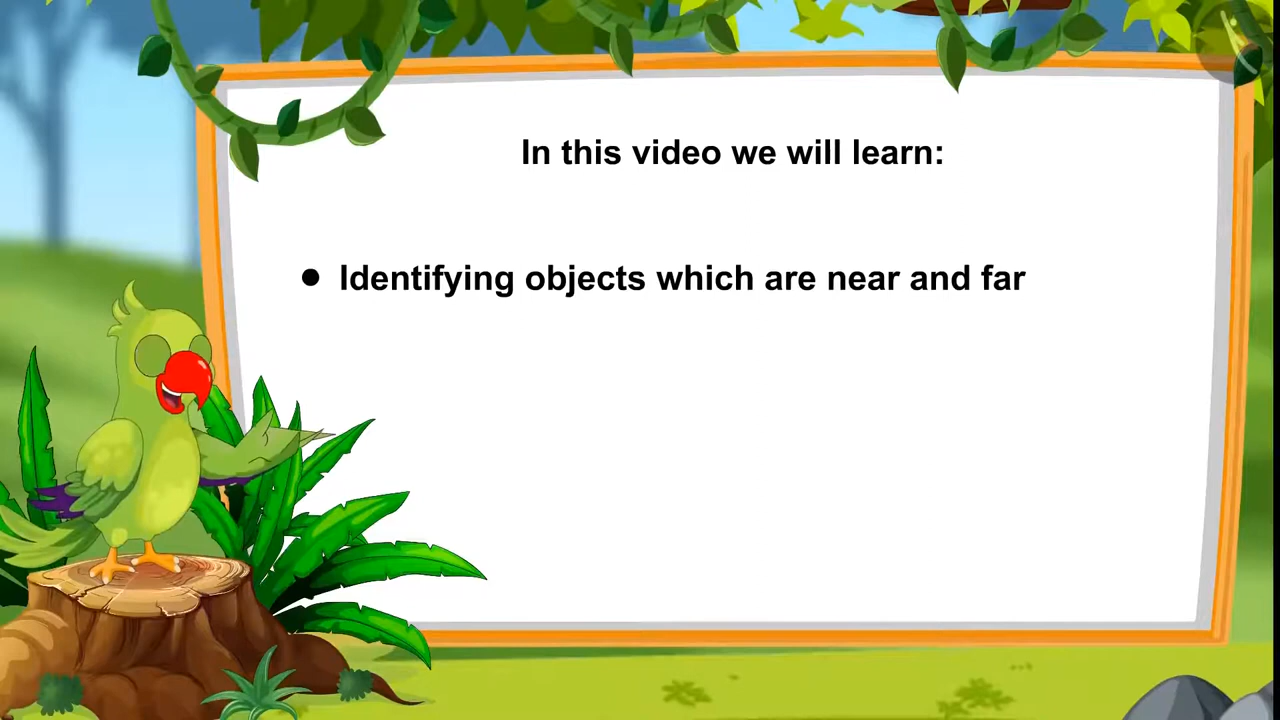 In this video we will learn:
● Identifying objects which are near and far